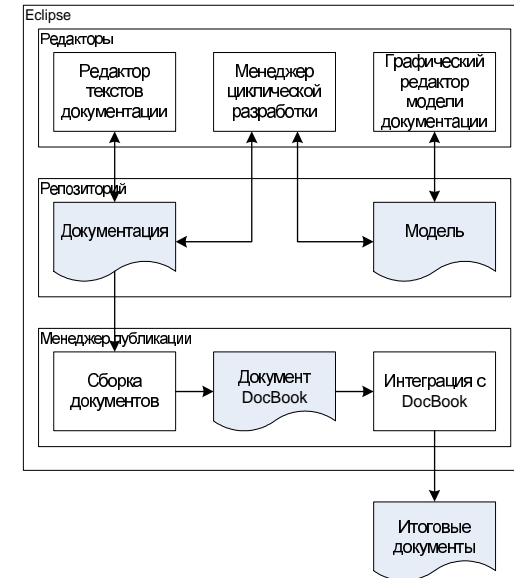 Eclipse
Редакторы
Редактор
текстов
документации
Менеджер
циклической
разработки
Графический
редактор
модели
документации
Репозиторий
Документация
Модель
Менеджер публикации
Сборка
документов
Документ
DocBook
Интеграция с
DocBook
Итоговые
документы